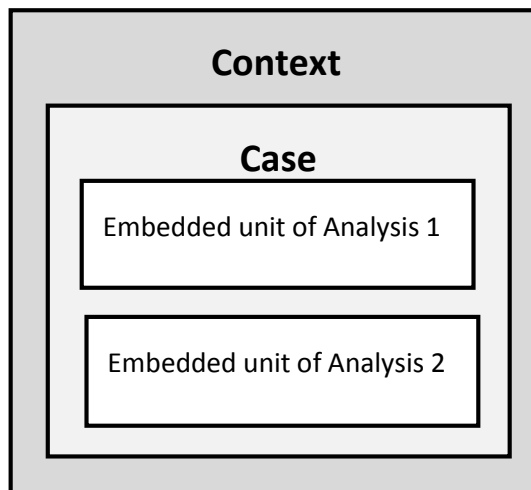 Context
Case
Embedded unit of Analysis 1
Embedded unit of Analysis 2